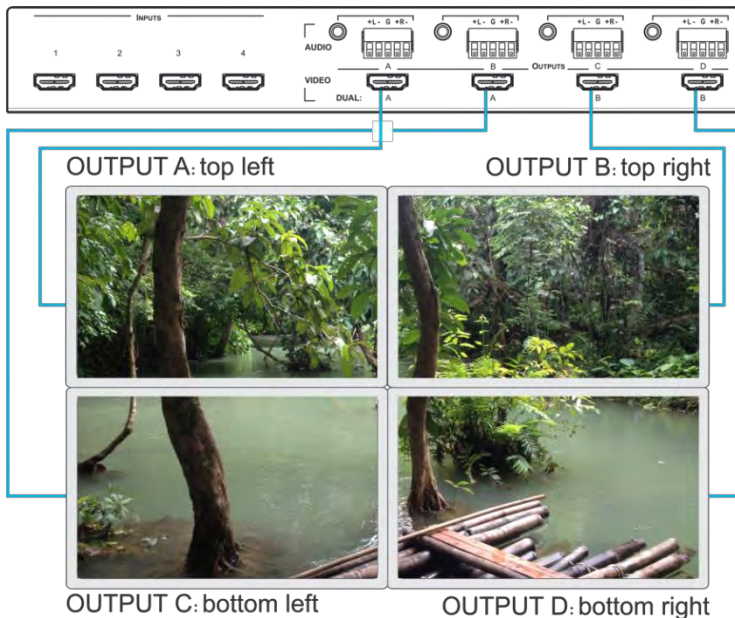 INPUTS
1 2 3 4
AUDIO
+L- G +R- +L- G +R- +L- G +R- +L- G +R-
A B OUTPUTS C D
VIDEO
DUAL: A A B B
OUTPUT A: top left
OUTPUT B: top right
OUTPUT C: bottom left
OUTPUT D: bottom right